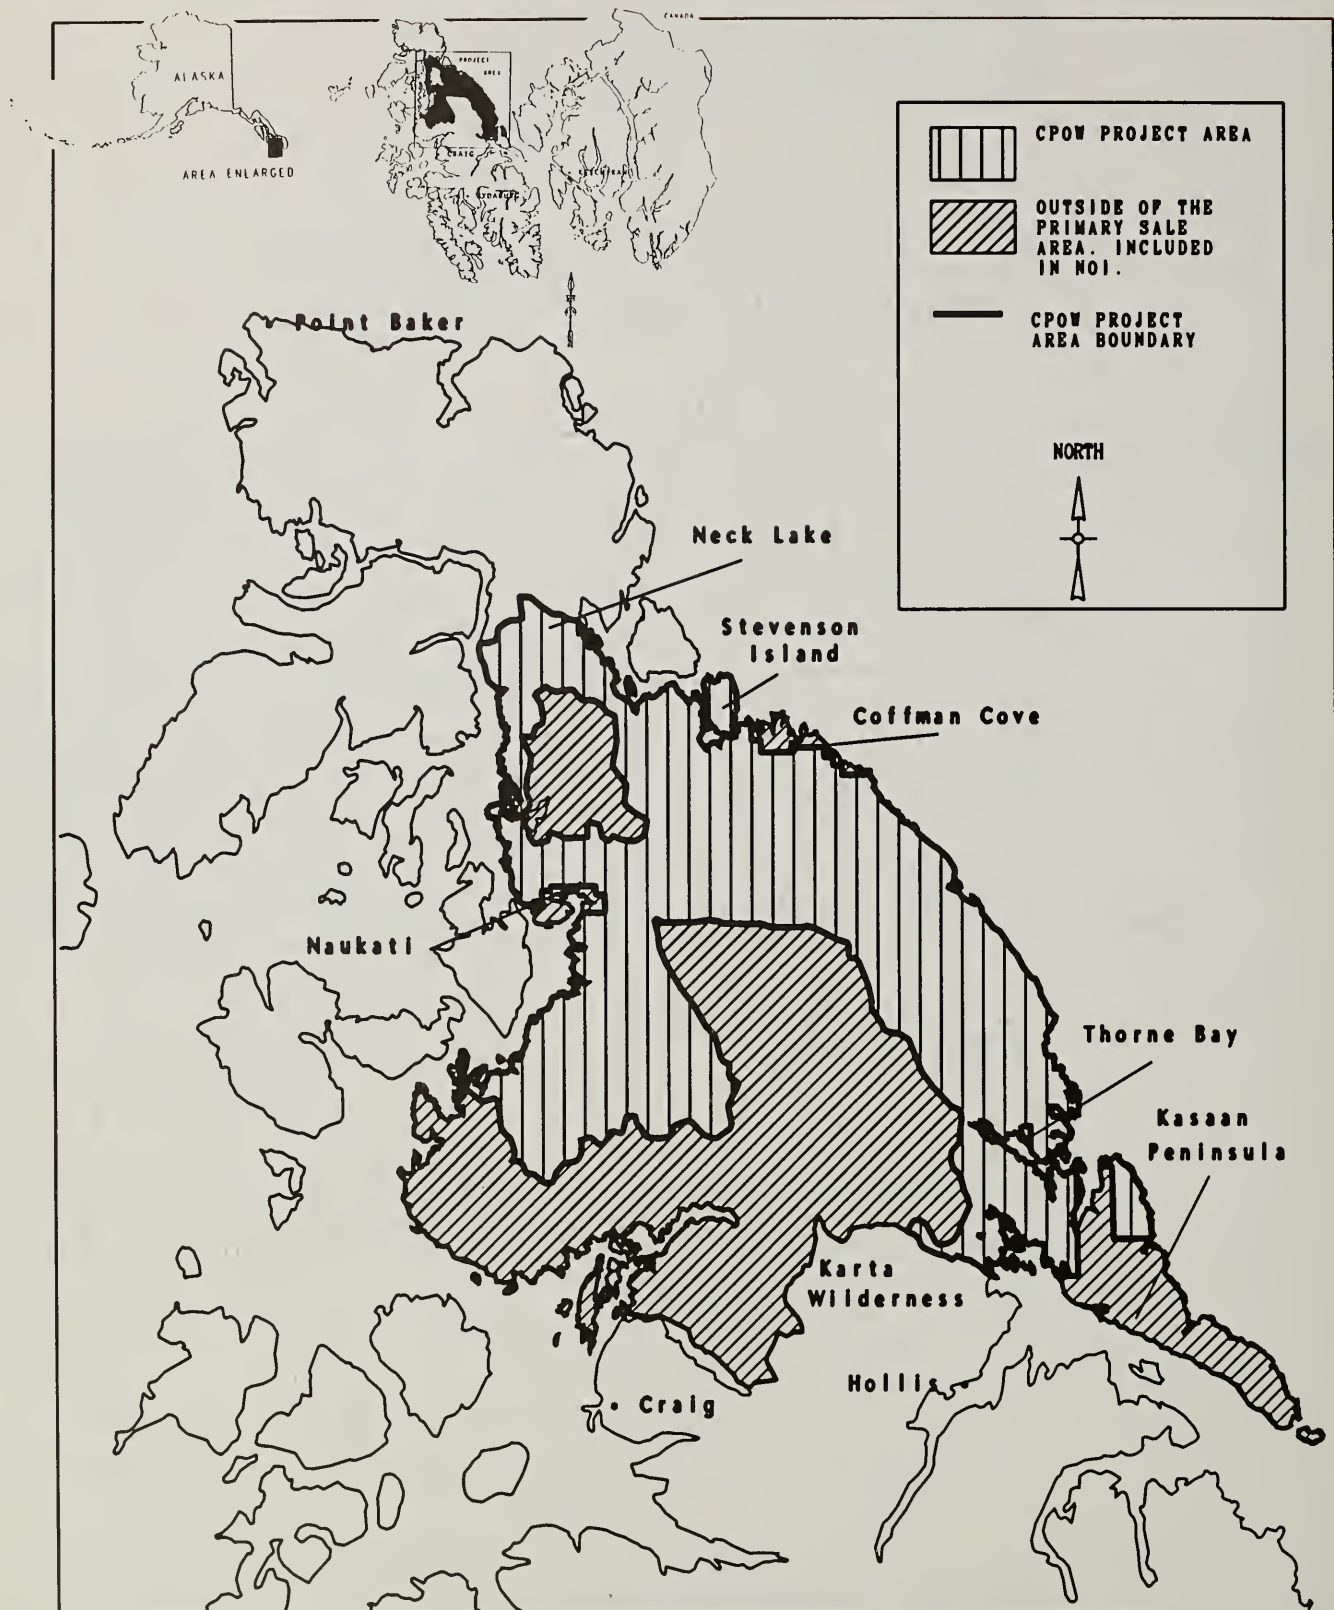 CANADA
ALASKA
PROJECT
AREA
AREA ENLARGED
CRAIG
HYDABURG
KETCHIKAN
CPOW PROJECT AREA
OUTSIDE OF THE
PRIMARY SALE
AREA. INCLUDED
IN NOI.
CPOW PROJECT
AREA BOUNDARY
NORTH
Point Baker
Neck Lake
Stevenson
Island
Coffman Cove
Naukati
Thorne Bay
Kasaan
Peninsula
Karta
Wilderness
Hollis
Craig